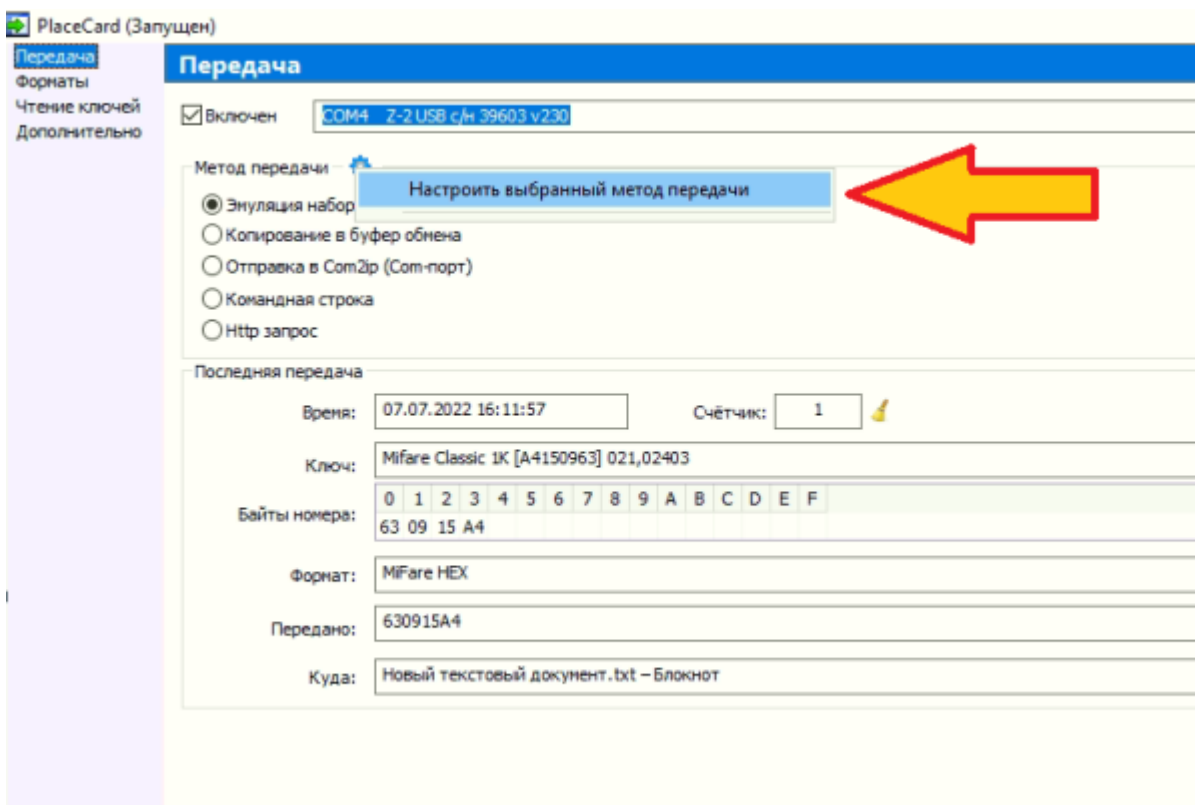 PlaceCard (Запущен)
Передача
Форматы
Чтение ключей
Дополнительно
Передача
Включен COM4 Z-2 USB с/н 39603 v230
Метод передачи
Настроить выбранный метод передачи
Эмуляция набор
Копирование в буфер обмена
Отправка в Com2ip (Com-порт)
Командная строка
Http запрос
Последняя передача
Время: 07.07.2022 16:11:57 Счётчик: 1
Ключ: Mifare Classic 1K [A4150963] 021,02403
Байты номера: 0 1 2 3 4 5 6 7 8 9 A B C D E F
63 09 15 A4
Формат: MiFare HEX
Передано: 630915A4
Куда: Новый текстовый документ.txt – Блокнот